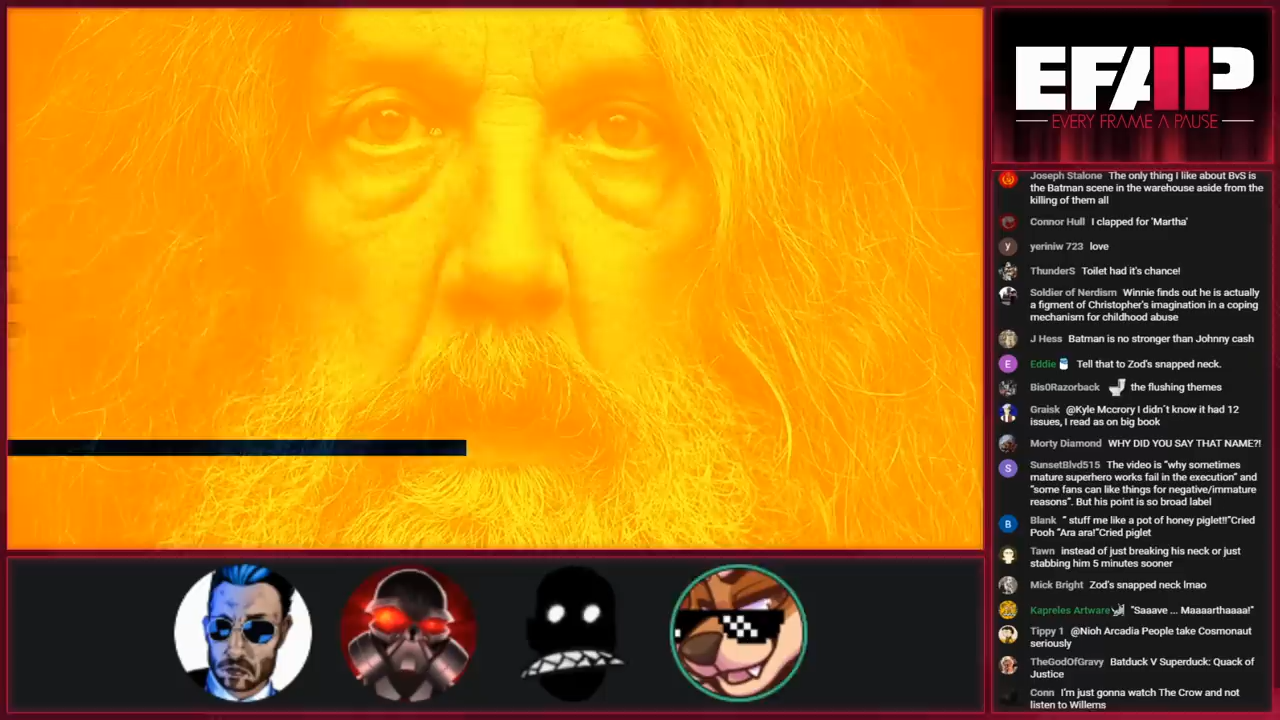 EFAP
EVERY FRAME A PAUSE
Joseph Stalone The only thing I like about BvS is
the Batman scene in the warehouse aside from the
killing of them all
Connor Hull I clapped for 'Martha'
y
yeriniw 723 love
ThunderS Toilet had it's chance!
Soldier of Nerdism Winnie finds out he is actually
a figment of Christopher's imagination in a coping
mechanism for childhood abuse
J Hess Batman is no stronger than Johnny cash
E
Eddie Tell that to Zod's snapped neck.
Bis0Razorback the flushing themes
Graisk @Kyle Mccrory I didn´t know it had 12
issues, I read as on big book
Morty Diamond WHY DID YOU SAY THAT NAME?!
S
SunsetBlvd515 The video is "why sometimes
mature superhero works fail in the execution" and
"some fans can like things for negative/immature
reasons". But his point is so broad label
B
Blank " stuff me like a pot of honey piglet!!"Cried
Pooh "Ara ara!"Cried piglet
Tawn instead of just breaking his neck or just
stabbing him 5 minutes sooner
Mick Bright Zod's snapped neck lmao
Kapreles Artware "Saaave ... Maaaarthaaaa!"
Tippy 1 @Nioh Arcadia People take Cosmonaut
seriously
TheGodOfGravy Batduck V Superduck: Quack of
Justice
Conn I'm just gonna watch The Crow and not
listen to Willems